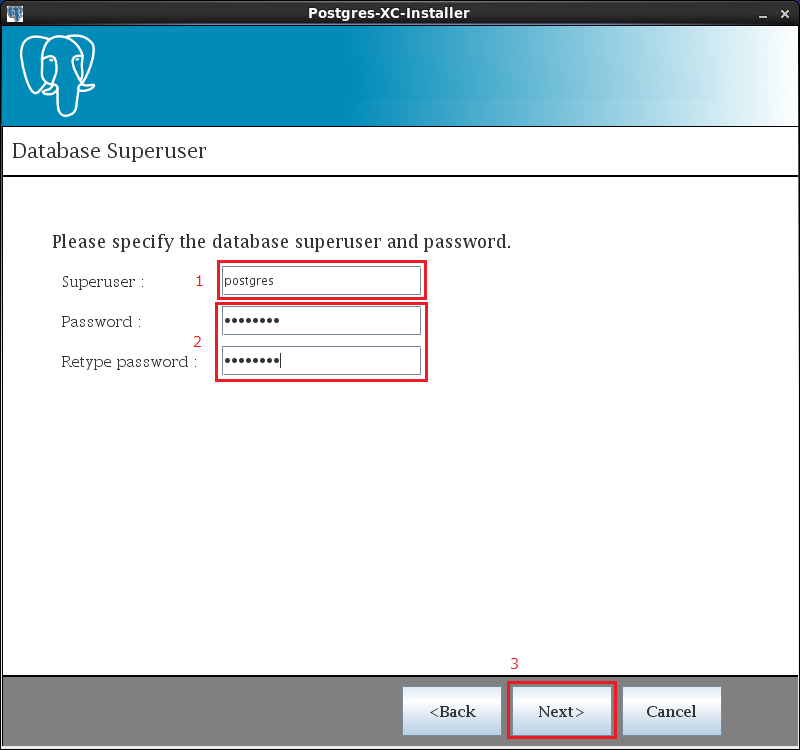 Postgres-XC-Installer
Database Superuser
Please specify the database superuser and password.
Superuser : 1 postgres
Password : ••••••••
2
Retype password : ••••••••
3
<Back Next> Cancel